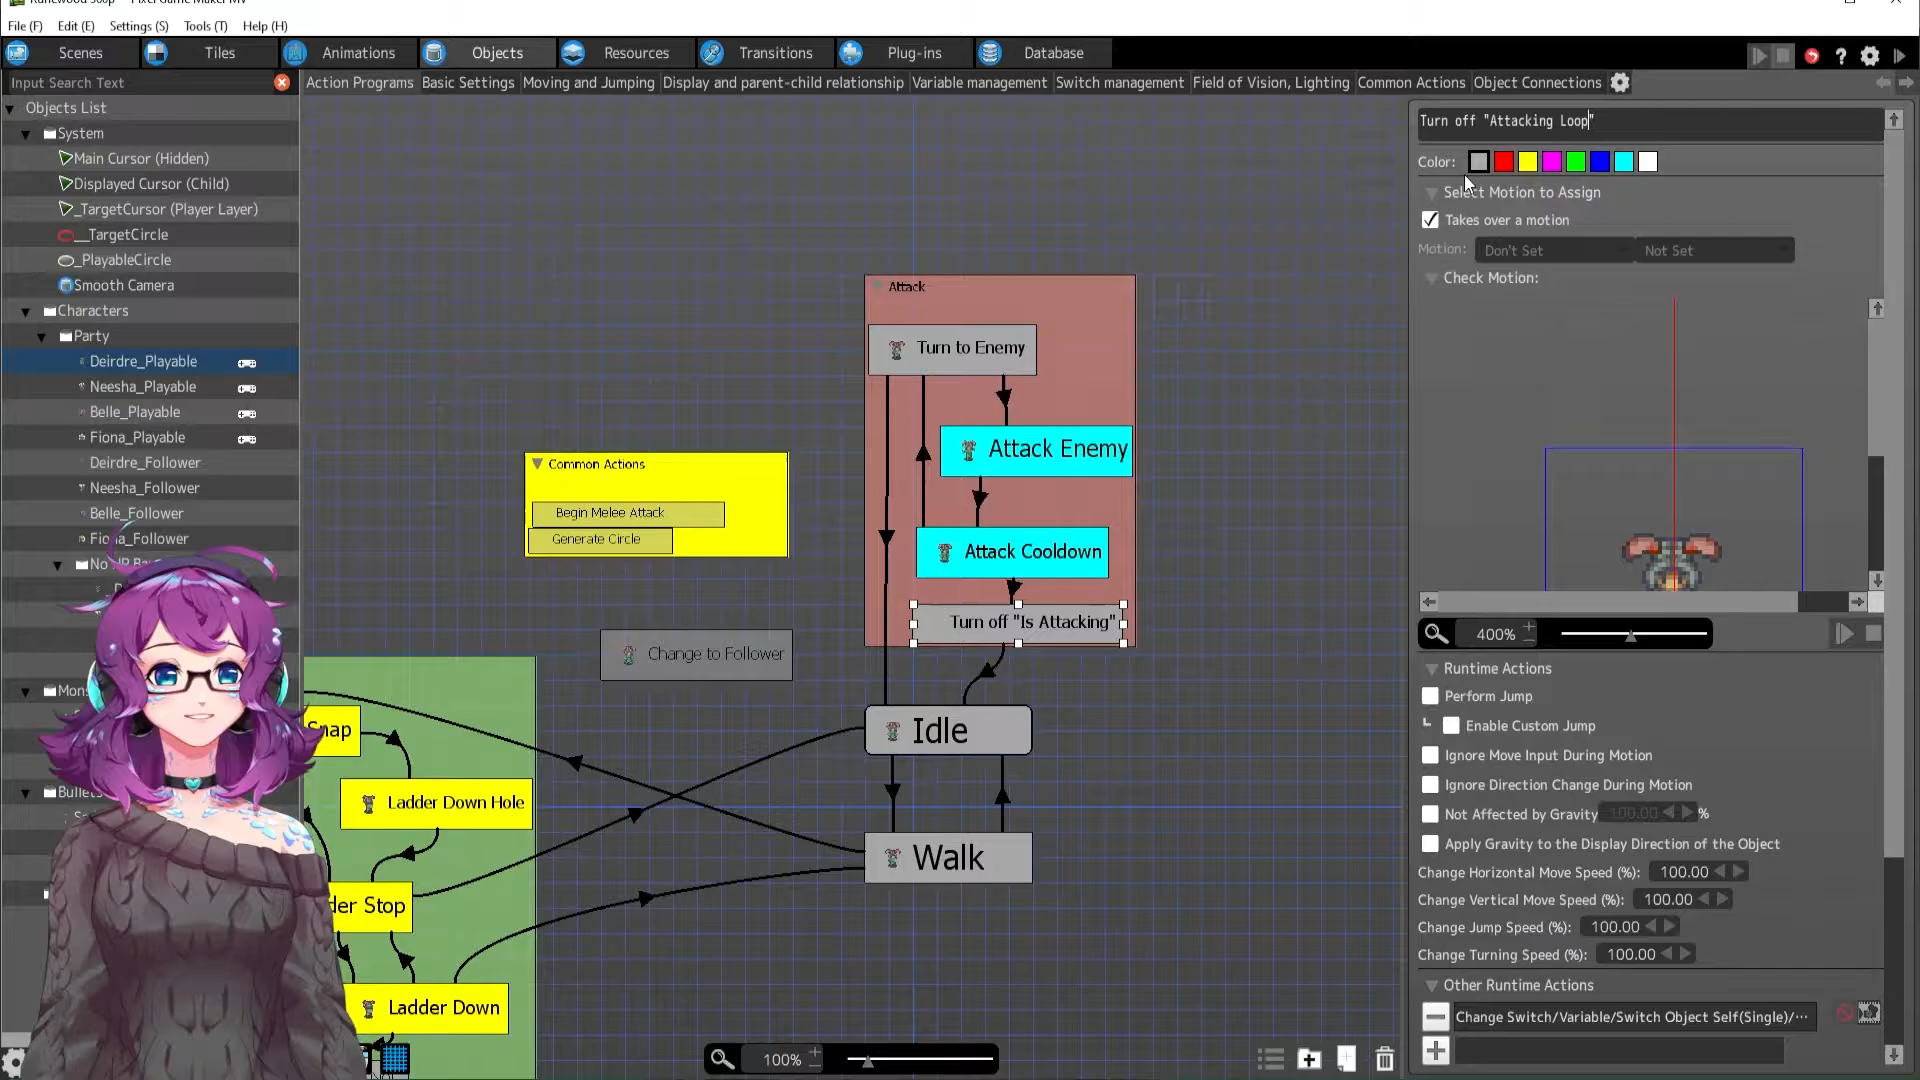 File (F) Edit (E) Settings (S) Tools (T) Help (H)
Scenes Tiles Animations Objects Resources Transitions Plug-ins Database
Input Search Text
Action Programs Basic Settings Moving and Jumping Display and parent-child relationship Variable management Switch management Field of Vision, Lighting Common Actions Object Connections
Objects List
System
Main Cursor (Hidden)
Displayed Cursor (Child)
_TargetCursor (Player Layer)
__TargetCircle
_PlayableCircle
Smooth Camera
Characters
Party
Deirdre_Playable
Neesha_Playable
Belle_Playable
Fiona_Playable
Deirdre_Follower
Neesha_Follower
Belle_Follower
Fiona_Follower
Attack
Turn to Enemy
Attack Enemy
Attack Cooldown
Turn off "Is Attacking"
Common Actions
Begin Melee Attack
Generate Circle
Change to Follower
Idle
Walk
Ladder Down Hole
Ladder Down
100%
Turn off "Attacking Loop"
Color:
Select Motion to Assign
Takes over a motion
Motion: Don't Set Not Set
Check Motion:
400%
Runtime Actions
Perform Jump
Enable Custom Jump
Ignore Move Input During Motion
Ignore Direction Change During Motion
Not Affected by Gravity 100.00 %
Apply Gravity to the Display Direction of the Object
Change Horizontal Move Speed (%): 100.00
Change Vertical Move Speed (%): 100.00
Change Jump Speed (%): 100.00
Change Turning Speed (%): 100.00
Other Runtime Actions
Change Switch/Variable/Switch Object Self(Single)/···